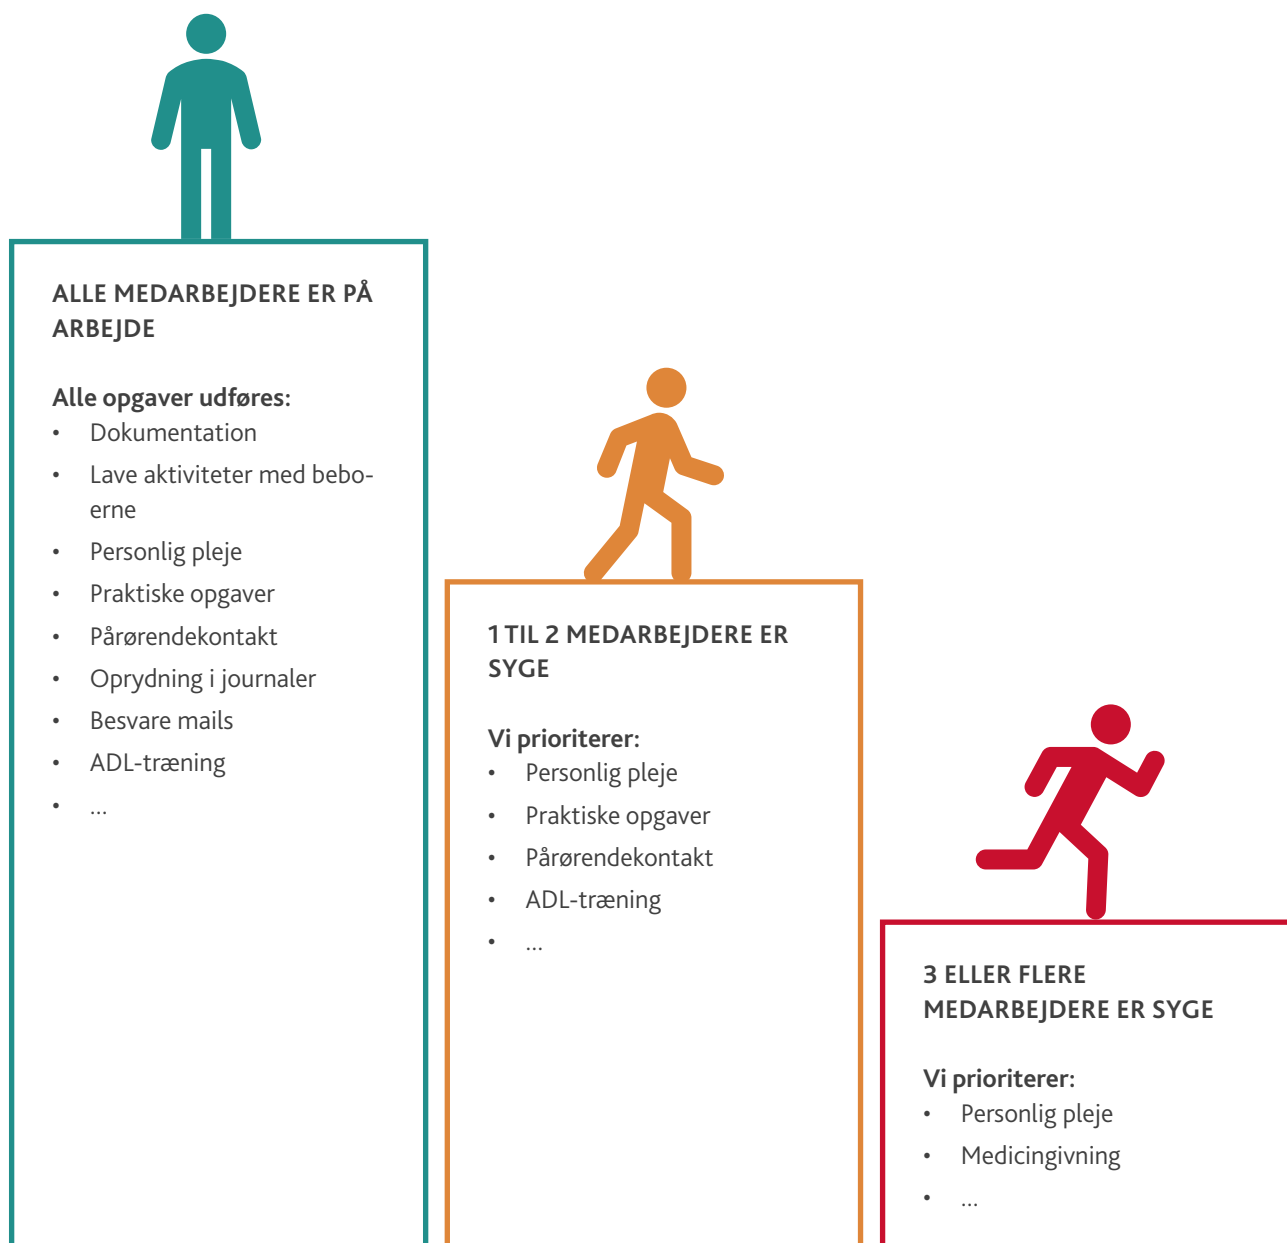 ALLE MEDARBEJDERE ER PÅ
ARBEJDE
Alle opgaver udføres:
• Dokumentation
• Lave aktiviteter med bebo-
erne
• Personlig pleje
• Praktiske opgaver
• Pårørendekontakt
• Oprydning i journaler
• Besvare mails
• ADL-træning
• ...
1 TIL 2 MEDARBEJDERE ER
SYGE
Vi prioriterer:
• Personlig pleje
• Praktiske opgaver
• Pårørendekontakt
• ADL-træning
• ...
3 ELLER FLERE
MEDARBEJDERE ER SYGE
Vi prioriterer:
• Personlig pleje
• Medicingivning
• ...